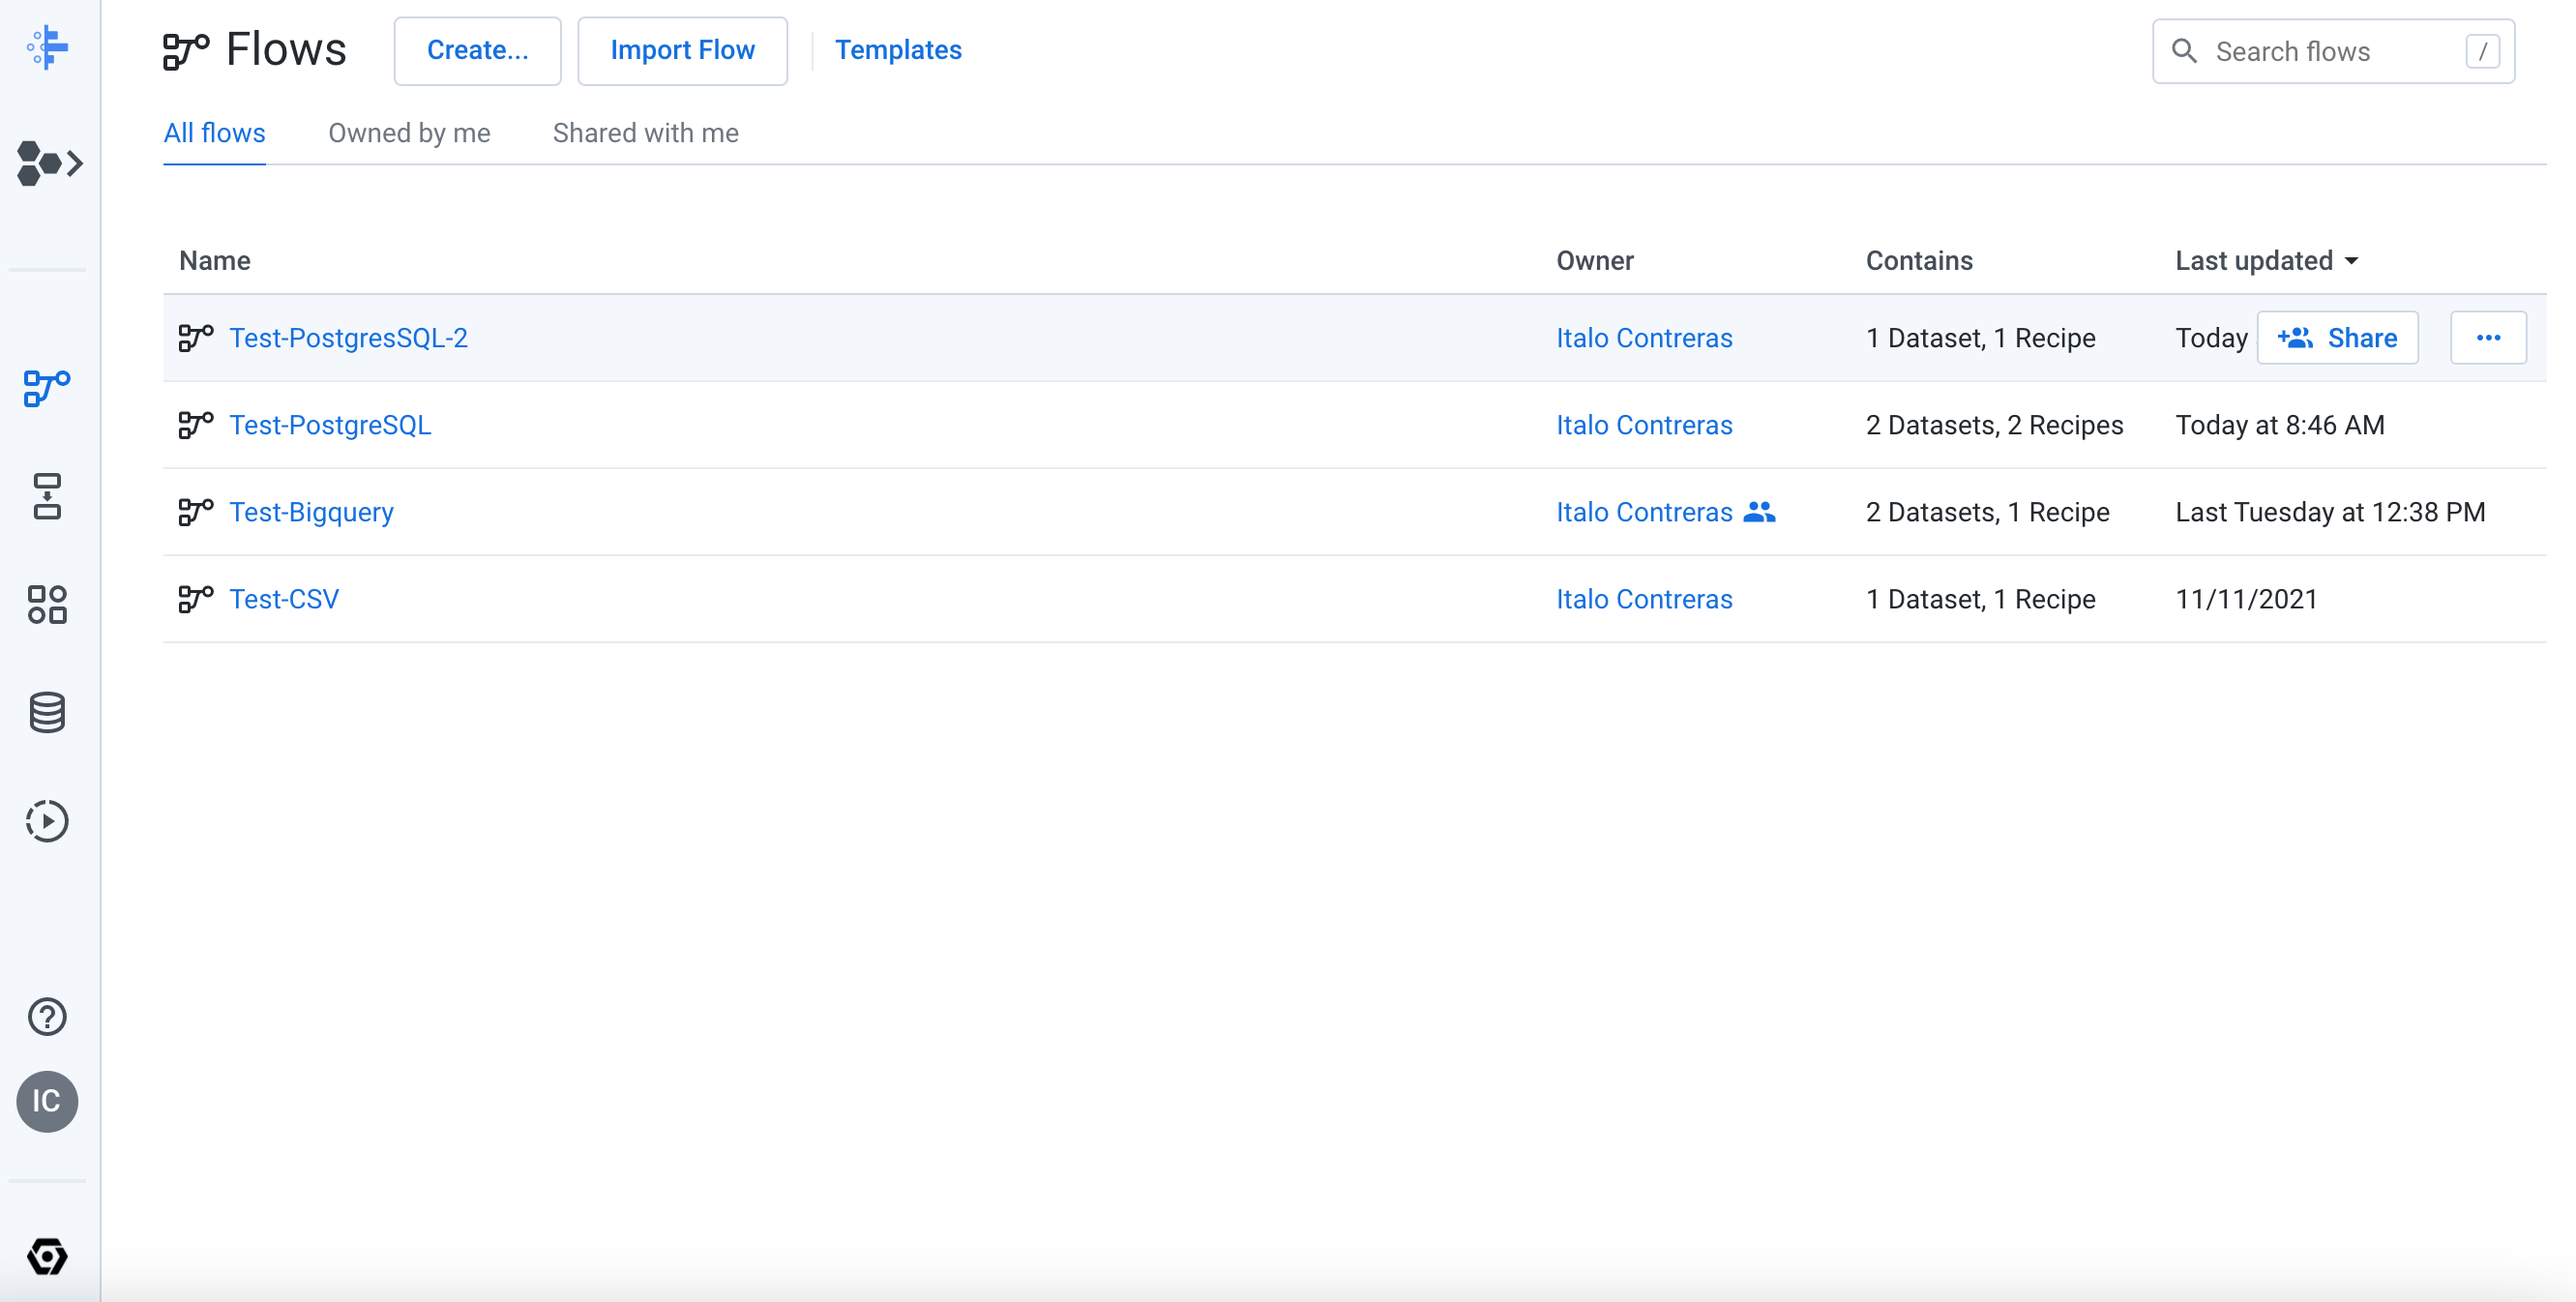 Flows Create... Import Flow Templates Search flows /
All flows Owned by me Shared with me
Name Owner Contains Last updated
Test-PostgresSQL-2 Italo Contreras 1 Dataset, 1 Recipe Today Share ...
Test-PostgreSQL Italo Contreras 2 Datasets, 2 Recipes Today at 8:46 AM
Test-Bigquery Italo Contreras 2 Datasets, 1 Recipe Last Tuesday at 12:38 PM
Test-CSV Italo Contreras 1 Dataset, 1 Recipe 11/11/2021
?
IC